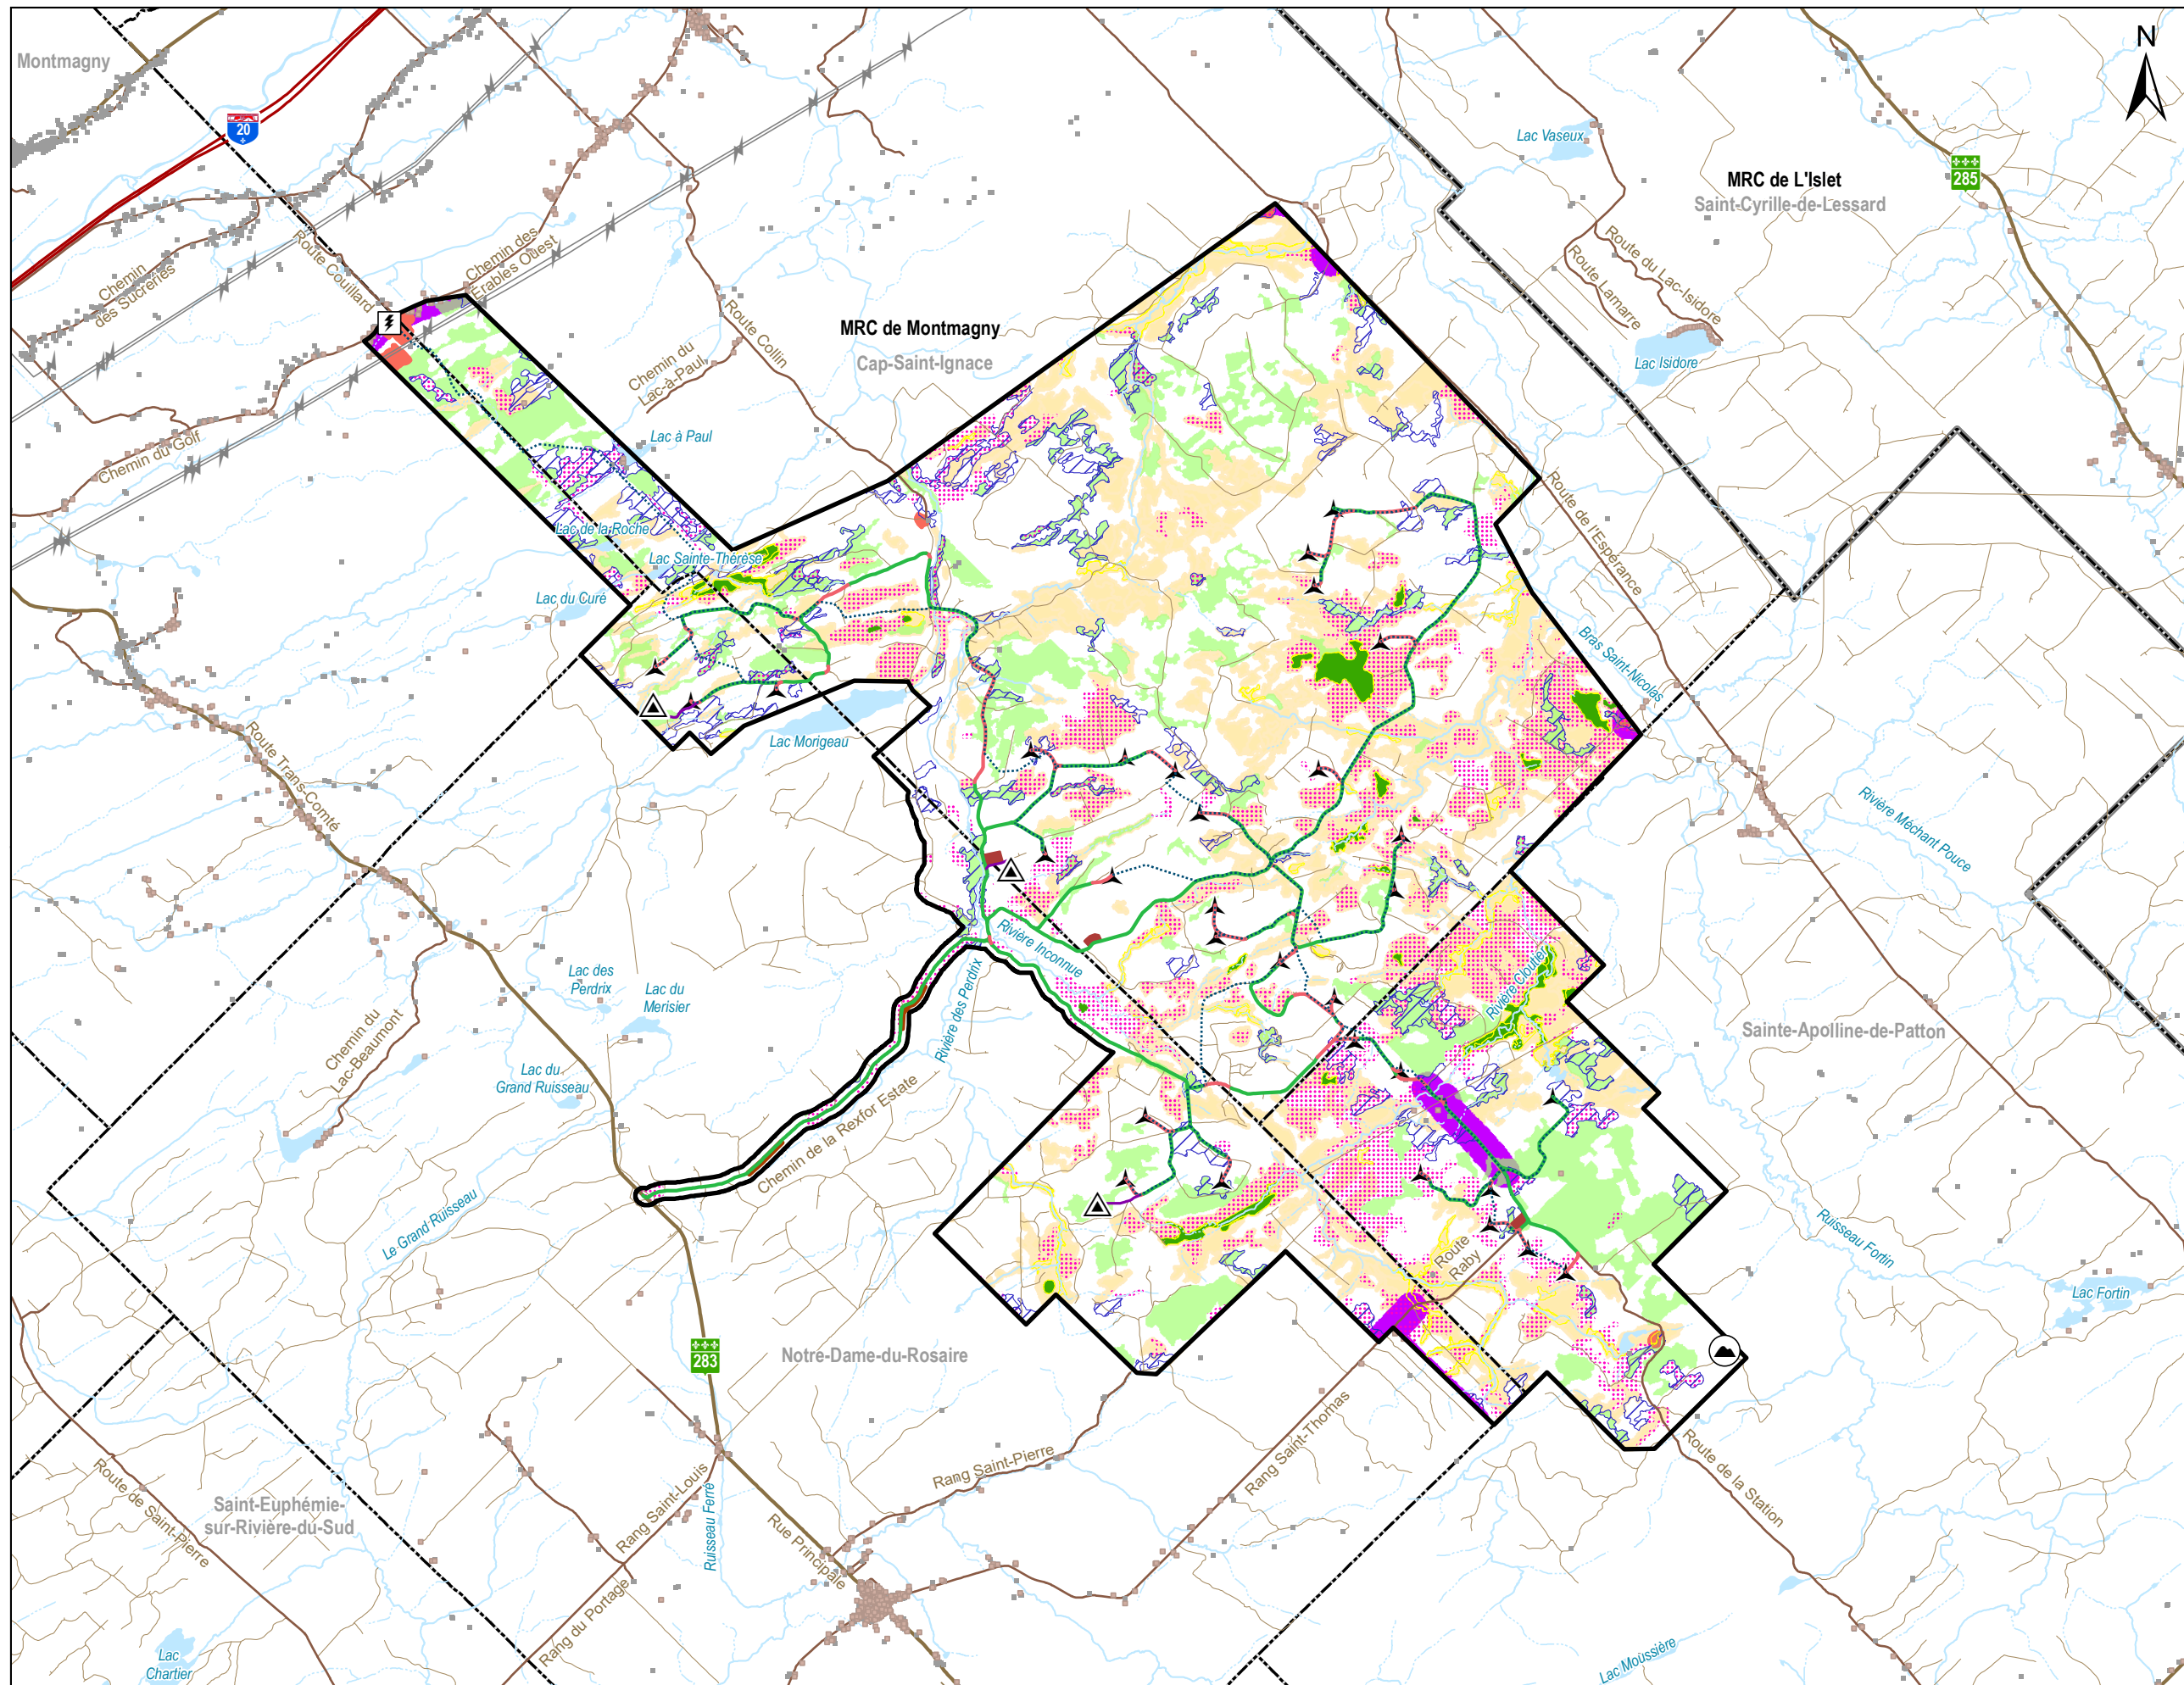 N
Montmagny
20
Lac Vaseux
MRC de L'Islet
Saint-Cyrille-de-Lessard
285
Route Couillard
Chemin des
Erables Ouest
Chemin
des Sucreries
Route du Lac-Isidore
Route Lamarre
Route Collin
MRC de Montmagny
Cap-Saint-Ignace
Chemin du
Lac-à-Paul
Lac Isidore
Chemin du Golf
Lac à Paul
Route de l'Espérance
Lac de la Roche
Lac Sainte-Thérèse
Lac du Curé
Bras Saint-Nicolas
Lac Morigeau
Route Trans-Comté
Rivière Méchant Pouce
Rivière Inconnue
Lac des
Perdrix
Lac du
Merisier
Rivière des Perdrix
Rivière Cloutier
Sainte-Apolline-de-Patton
Chemin du
Lac-Beaumont
Lac du
Grand Ruisseau
Chemin de la Rexfor Estate
Le Grand Ruisseau
Route
Raby
Ruisseau Fortin
Lac Fortin
283
Notre-Dame-du-Rosaire
Route de la Station
Rang Saint-Thomas
Rang Saint-Pierre
Route de Saint-Pierre
Saint-Euphémie-
sur-Rivière-du-Sud
Rang Saint-Louis
Ruisseau Ferré
Rue Principale
Rang du Portage
Lac
Chartier
Lac Moussière